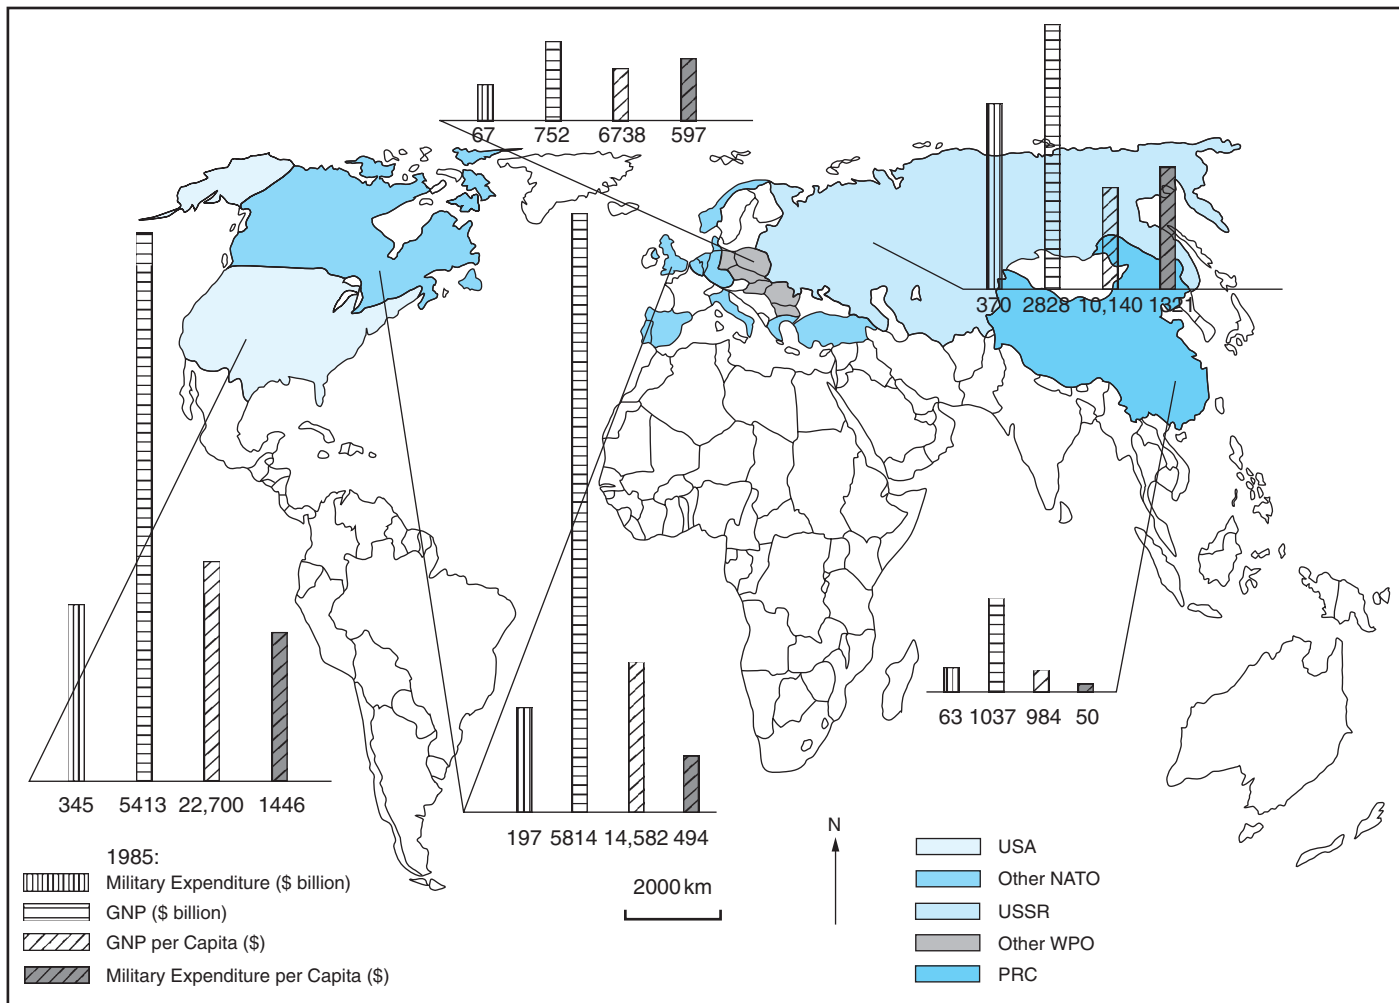 67 752 6738 597
370 2828 10,140 1321
63 1037 984 50
345 5413 22,700 1446
197 5814 14,582 494
1985:
Military Expenditure ($ billion)
GNP ($ billion)
GNP per Capita ($)
Military Expenditure per Capita ($)
2000 km
N
USA
Other NATO
USSR
Other WPO
PRC